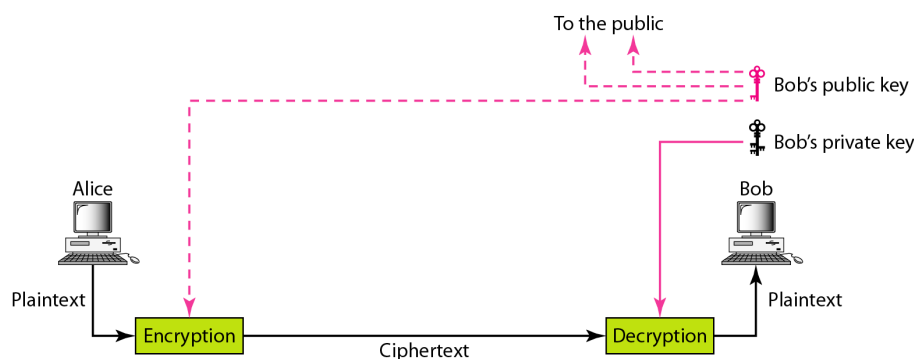 To the public
Bob's public key
Bob's private key
Alice
Bob
Plaintext
Plaintext
Encryption
Decryption
Ciphertext